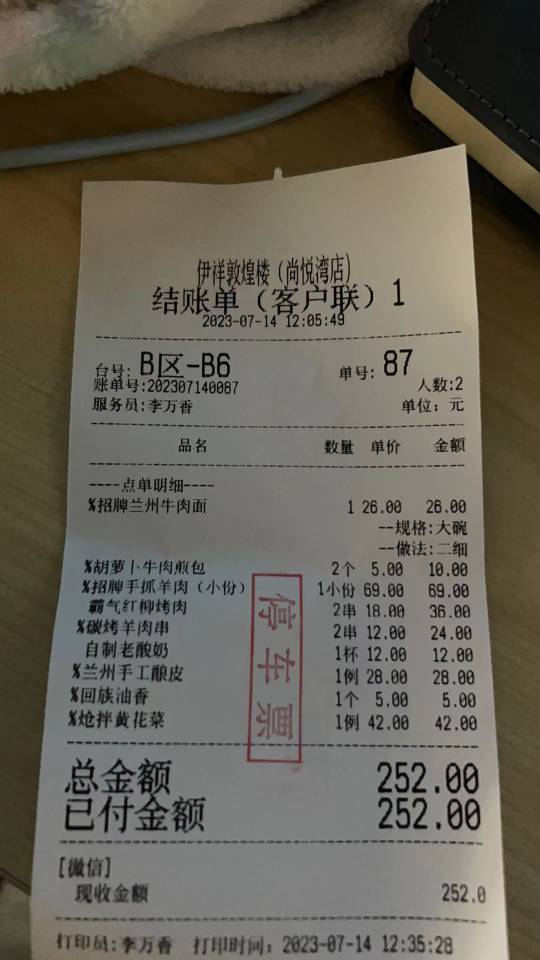 伊祥敦煌楼（尚悦湾店）
结账单（客户联）1
2023-07-14 12:05:49
台号: B区-B6 单号: 87
账单号:202307140087 人数:2
服务员:李万香 单位: 元
品名 数量 单价 金额
----点单明细----
%招牌兰州牛肉面 1 26.00 26.00
--规格:大碗
--做法:二细
%胡萝卜牛肉煎包 2个 5.00 10.00
%招牌手抓羊肉（小份） 1小份 69.00 69.00
霸气红柳烤肉 2串 18.00 36.00
%碳烤羊肉串 2串 12.00 24.00
自制老酸奶 1杯 12.00 12.00
%兰州手工酿皮 1例 28.00 28.00
%回族油香 1个 5.00 5.00
%炝拌黄花菜 1例 42.00 42.00
停车票
总金额 252.00
已付金额 252.00
[微信]
现收金额 252.0
打印员:李万香 打印时间: 2023-07-14 12:35:28